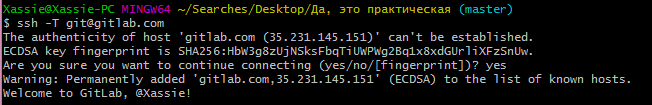 Xassie@Xassie-PC MINGW64 ~/Searches/Desktop/Да, это практическая (master)
$ ssh -T git@gitlab.com
The authenticity of host 'gitlab.com (35.231.145.151)' can't be established.
ECDSA key fingerprint is SHA256:HbW3g8zUjNSksFbqTiUWPWg2Bq1x8xdGUrliXFzSnUw.
Are you sure you want to continue connecting (yes/no/[fingerprint])? yes
Warning: Permanently added 'gitlab.com,35.231.145.151' (ECDSA) to the list of known hosts.
Welcome to GitLab, @Xassie!